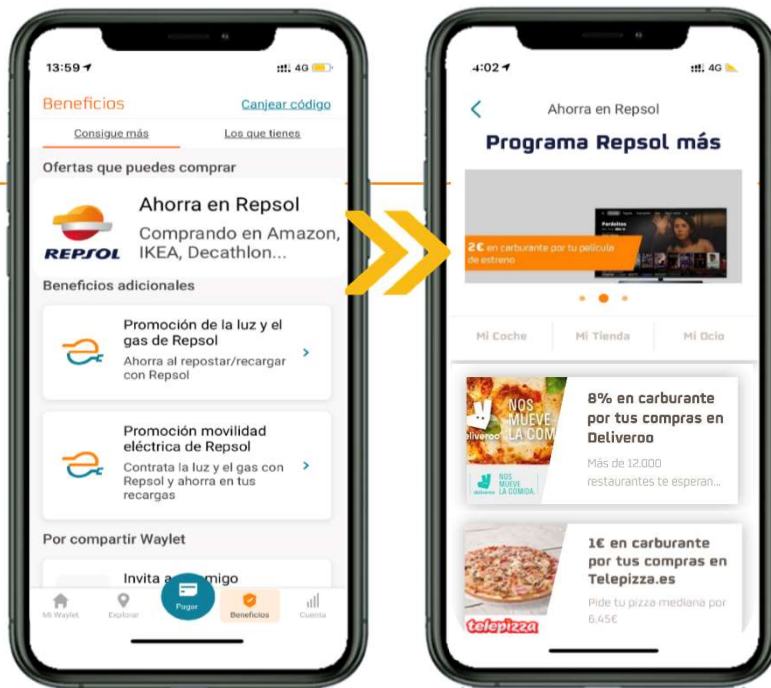 13:59
4G
Beneficios
Canjear código
Consigue más
Los que tienes
Ofertas que puedes comprar
REPSOL
Ahorra en Repsol
Comprando en Amazon,
IKEA, Decathlon...
Beneficios adicionales
Promoción de la luz y el
gas de Repsol
Ahorra al repostar/recargar
con Repsol
Promoción movilidad
eléctrica de Repsol
Contrata la luz y el gas con
Repsol y ahorra en tus
recargas
Por compartir Waylet
Invita a migo
Mi Waylet
Explorar
Pagar
Beneficios
Cuenta
4:02
4G
Ahorra en Repsol
Programa Repsol más
2€ en carburante por tu película
de estreno
Mi Coche
Mi Tienda
Mi Ocio
NOS
MUEVE
LA COM
deliveroo
NOS
MUEVE
LA COMIDA.
8% en carburante
por tus compras en
Deliveroo
Más de 12.000
restaurantes te esperan...
telepizza
1€ en carburante
por tus compras en
Telepizza.es
Pide tu pizza mediana por
6,45€